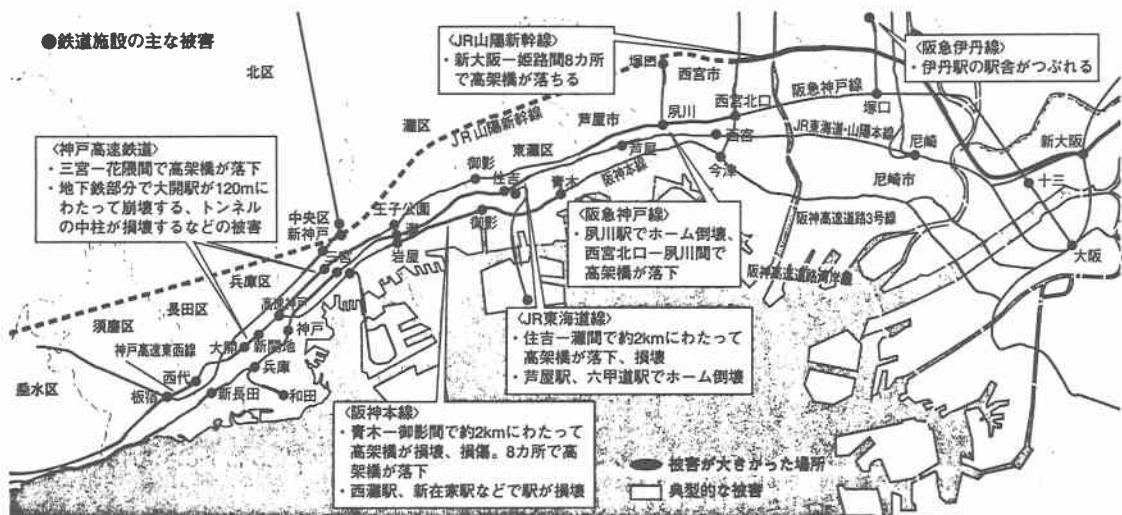 ●鉄道施設の主な被害
北区
〈JR山陽新幹線〉
・新大阪ー姫路間8カ所
で高架橋が落ちる
〈阪急伊丹線〉
・伊丹駅の駅舎がつぶれる
西宮市
阪急神戸線
西宮北口
塚口
夙川
芦屋市
灘区
JR山陽新幹線
西宮
JR東海道・山陽本線
尼崎
新大阪
東灘区
芦屋
〈神戸高速鉄道〉
・三宮ー花隈間で高架橋が落下
・地下鉄部分で大開駅が120mに
わたって崩壊する、トンネル
の中柱が損壊するなどの被害
御影
住吉
青木
阪神本線
今津
尼崎市
十三
王子公園
中央区
新神戸
灘
御影
岩屋
三宮
阪神高速道路3号線
〈阪急神戸線〉
・夙川駅でホーム倒壊、
西宮北口ー夙川間で
高架橋が落下
大阪
阪神高速道路湾岸線
兵庫区
長田区
高速神戸
須磨区
神戸
〈JR東海道線〉
・住吉ー灘間で約2kmにわたって
高架橋が落下、損壊
・芦屋駅、六甲道駅でホーム倒壊
神戸高速東西線
大開
新開地
垂水区
西代
兵庫
板宿
新長田
和田
〈阪神本線〉
・青木ー御影間で約2kmにわたって
高架橋が損壊、損傷。8カ所で高
架橋が落下
・西灘駅、新在家駅などで駅が損壊
被害が大きかった場所
典型的な被害